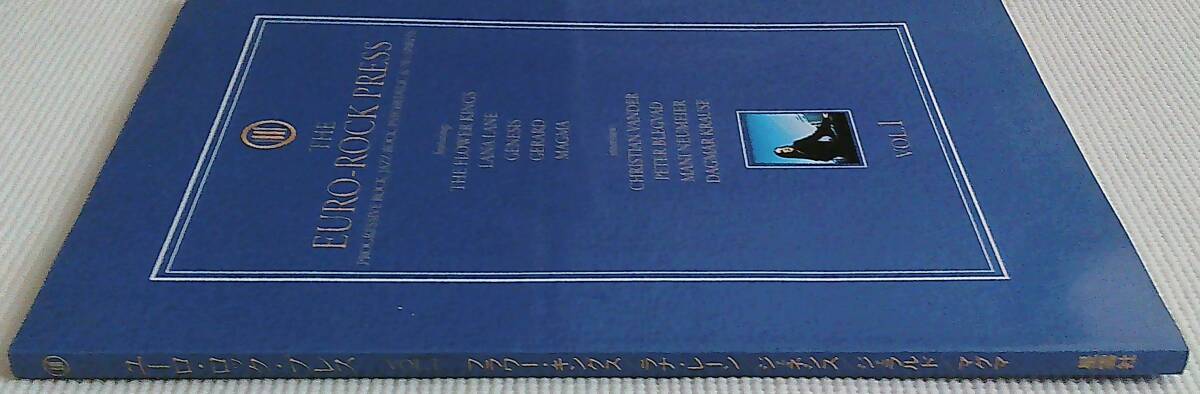 THE
EURO-ROCK PRESS
PROGRESSIVE ROCK, JAZZ ROCK, PSYCHEDELIC &
featuring
THE FLOWER KINGS
LANA LANE
GENESIS
GERARD
MAGMA
interviews
CHRISTIAN VANDER
PETER BLEGVAD
MANI NEUMEIER
DAGMAR KRAUSE
VOL.1
ユーロ・ロック・プレス フラワー・キングス ラナ・レーン ジェネシス ジェラルド マグマ